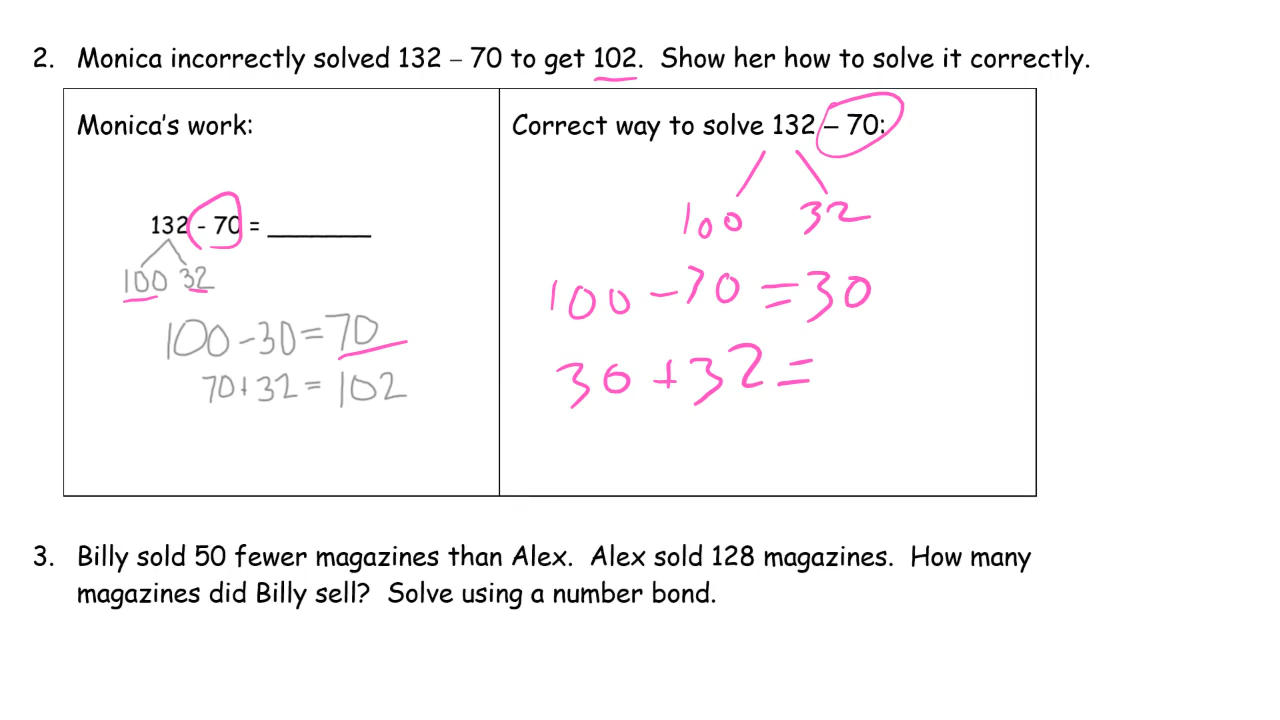 2. Monica incorrectly solved 132 – 70 to get 102. Show her how to solve it correctly.
Monica's work:
132 - 70 = _______
100 32
100 - 30 = 70
70 + 32 = 102
Correct way to solve 132 – 70:
100 32
100 - 70 = 30
30 + 32 =
3. Billy sold 50 fewer magazines than Alex. Alex sold 128 magazines. How many
magazines did Billy sell? Solve using a number bond.